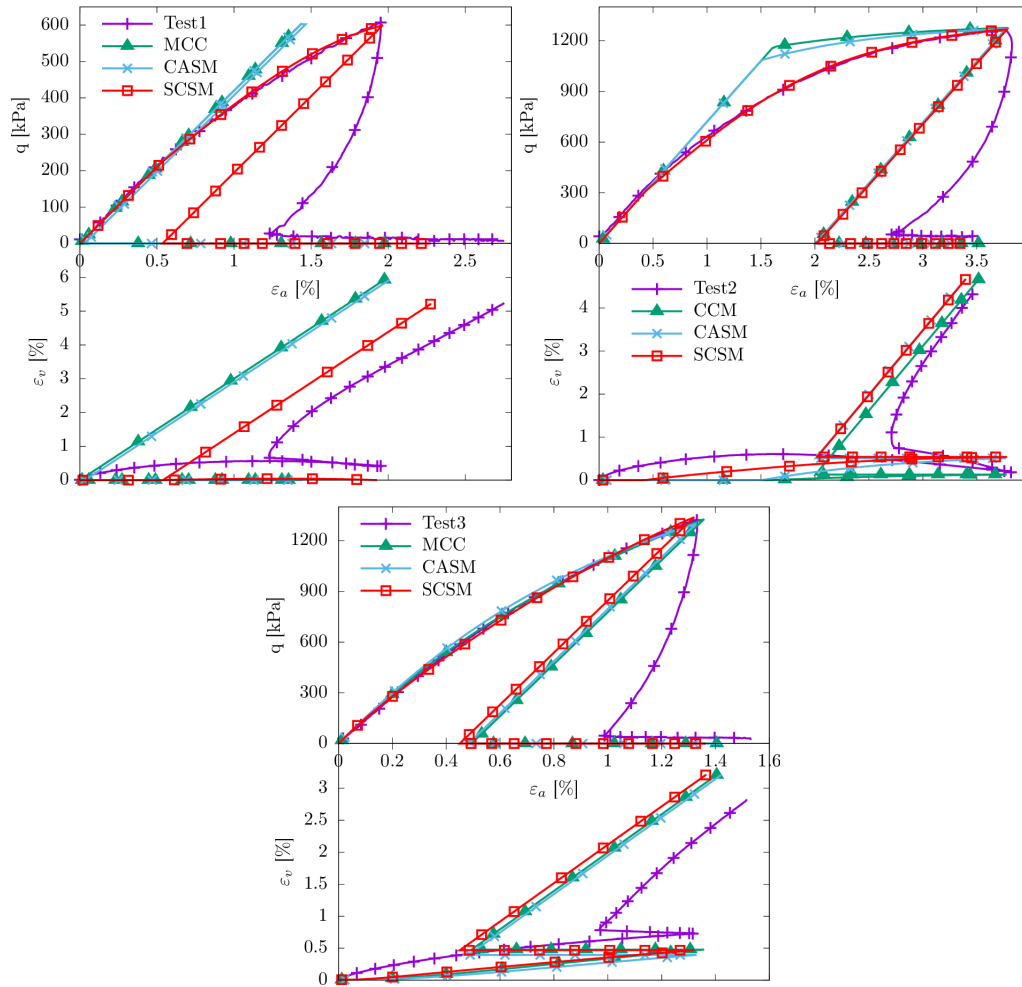 600
500
400
300
200
100
0
q [kPa]
Test1
MCC
CASM
SCSM
0
0.5
1
1.5
2
2.5
εa [%]
6
5
4
3
2
1
0
εv [%]
1200
900
600
300
0
q [kPa]
0
0.5
1
1.5
2
2.5
3
3.5
εa [%]
Test2
CCM
CASM
SCSM
4
3
2
1
0
εv [%]
1200
900
600
300
0
q [kPa]
Test3
MCC
CASM
SCSM
0
0.2
0.4
0.6
0.8
1
1.2
1.4
1.6
εa [%]
3
2.5
2
1.5
1
0.5
0
εv [%]